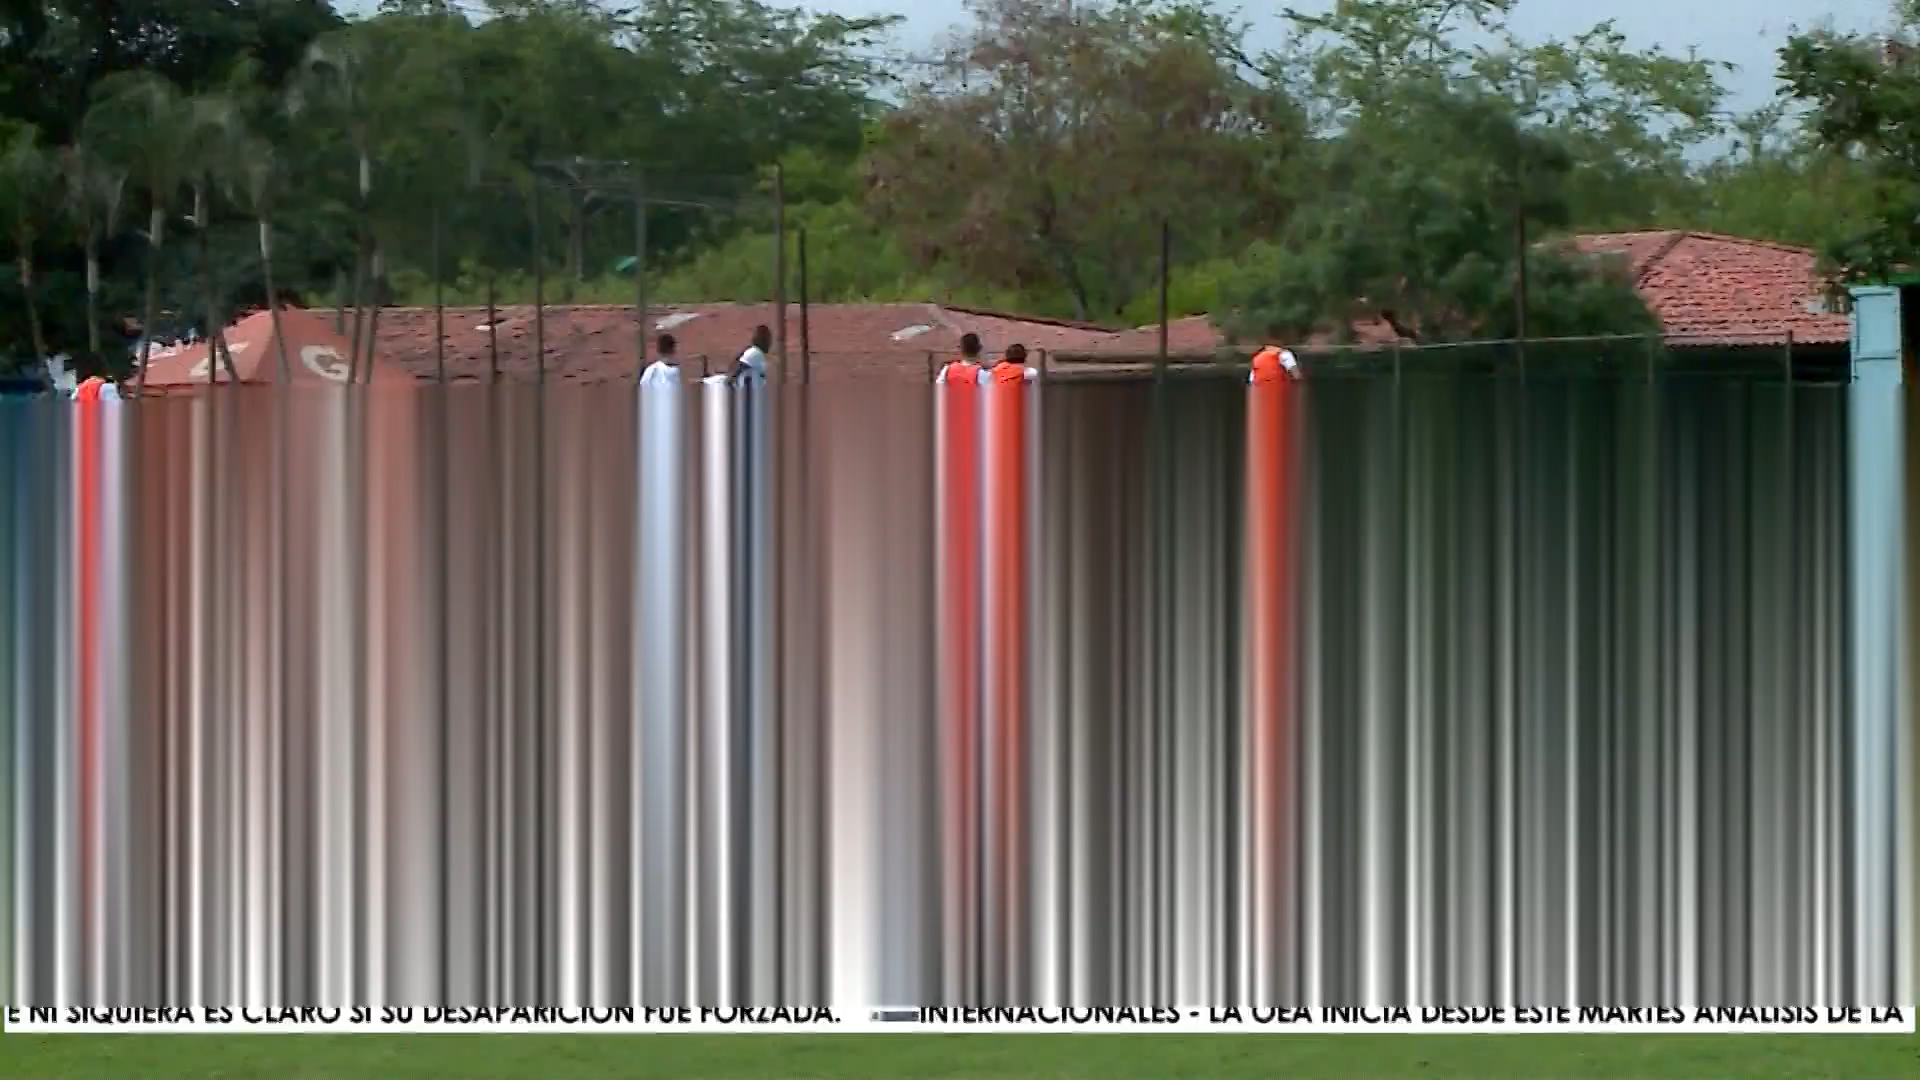 E NI SIQUIERA ES CLARO SI SU DESAPARICIÓN FUE FORZADA. INTERNACIONALES - LA OEA INICIA DESDE ESTE MARTES ANÁLISIS DE LA